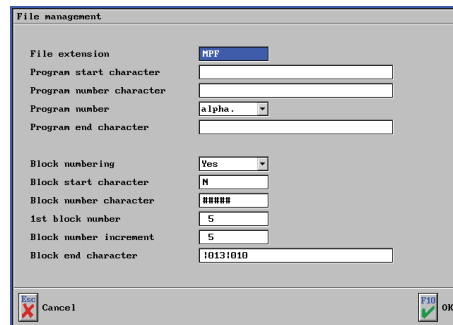 File management
File extension MPF
Program start character
Program number character
Program number alpha.
Program end character
Block numbering Yes
Block start character N
Block number character #####
1st block number 5
Block number increment 5
Block end character !013!010
Esc Cancel F10 OK